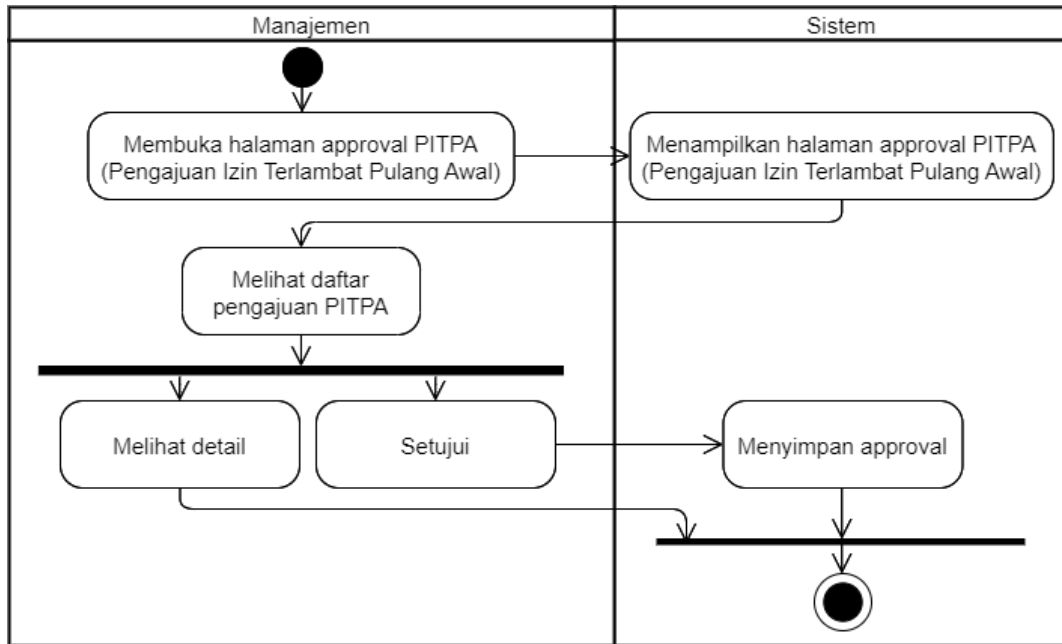 Manajemen
Sistem
Membuka halaman approval PITPA
(Pengajuan Izin Terlambat Pulang Awal)
Menampilkan halaman approval PITPA
(Pengajuan Izin Terlambat Pulang Awal)
Melihat daftar
pengajuan PITPA
Melihat detail
Setujui
Menyimpan approval